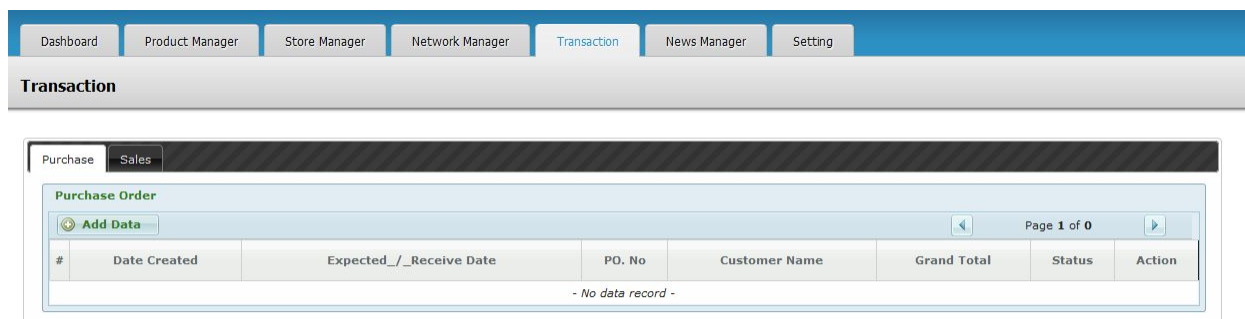 Dashboard Product Manager Store Manager Network Manager Transaction News Manager Setting
Transaction
Purchase Sales
Purchase Order
Add Data Page 1 of 0
# Date Created Expected_/_Receive Date PO. No Customer Name Grand Total Status Action
- No data record -